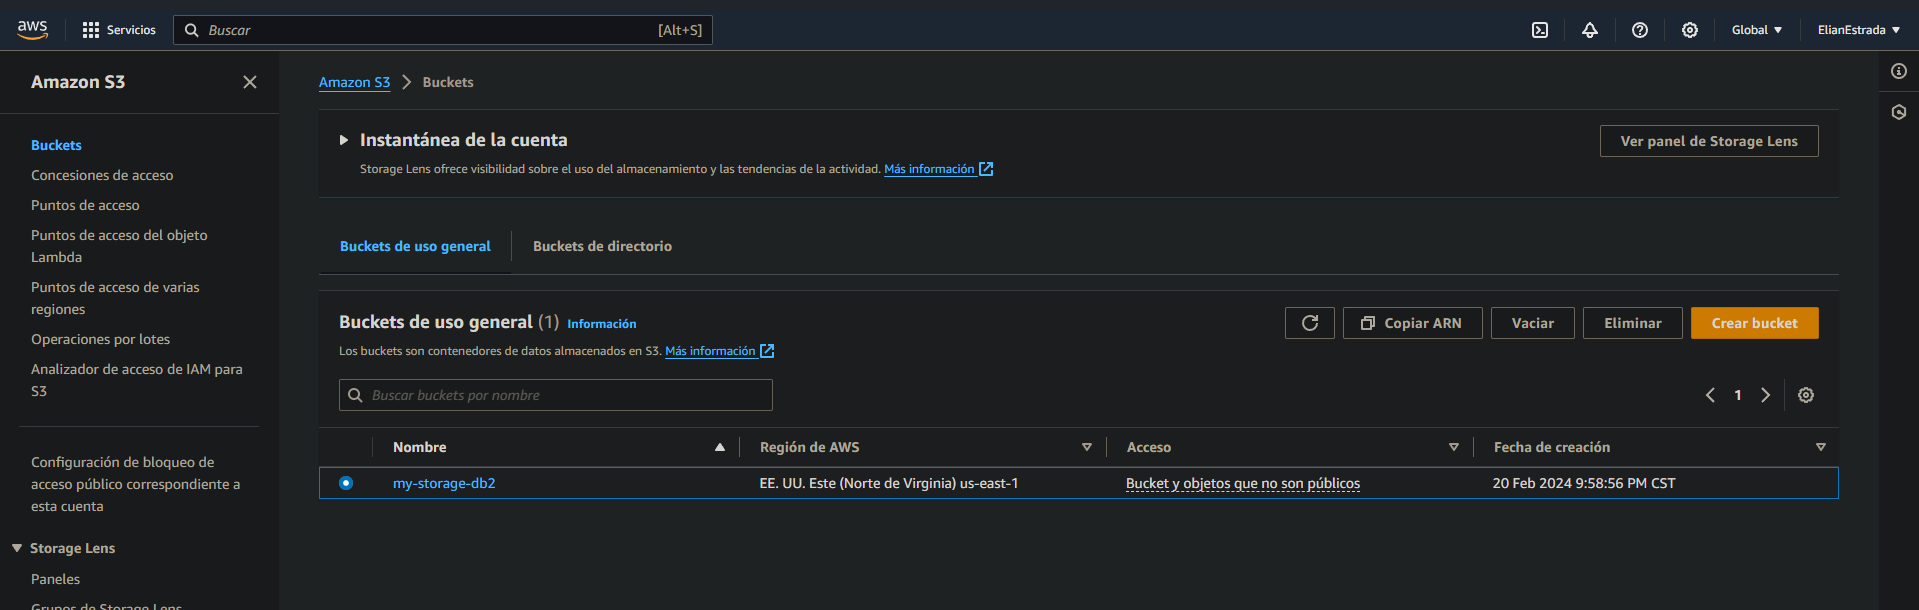 aws Servicios Buscar [Alt+S] Global ElianEstrada
Amazon S3
Buckets
Concesiones de acceso
Puntos de acceso
Puntos de acceso del objeto
Lambda
Puntos de acceso de varias
regiones
Operaciones por lotes
Analizador de acceso de IAM para
S3
Configuración de bloqueo de
acceso público correspondiente a
esta cuenta
Storage Lens
Paneles
Grupos de Storage Lens
Amazon S3 Buckets
Instantánea de la cuenta
Storage Lens ofrece visibilidad sobre el uso del almacenamiento y las tendencias de la actividad. Más información
Ver panel de Storage Lens
Buckets de uso general Buckets de directorio
Buckets de uso general (1) Información
Los buckets son contenedores de datos almacenados en S3. Más información
Copiar ARN Vaciar Eliminar Crear bucket
Buscar buckets por nombre
1
Nombre Región de AWS Acceso Fecha de creación
my-storage-db2 EE. UU. Este (Norte de Virginia) us-east-1 Bucket y objetos que no son públicos 20 Feb 2024 9:58:56 PM CST